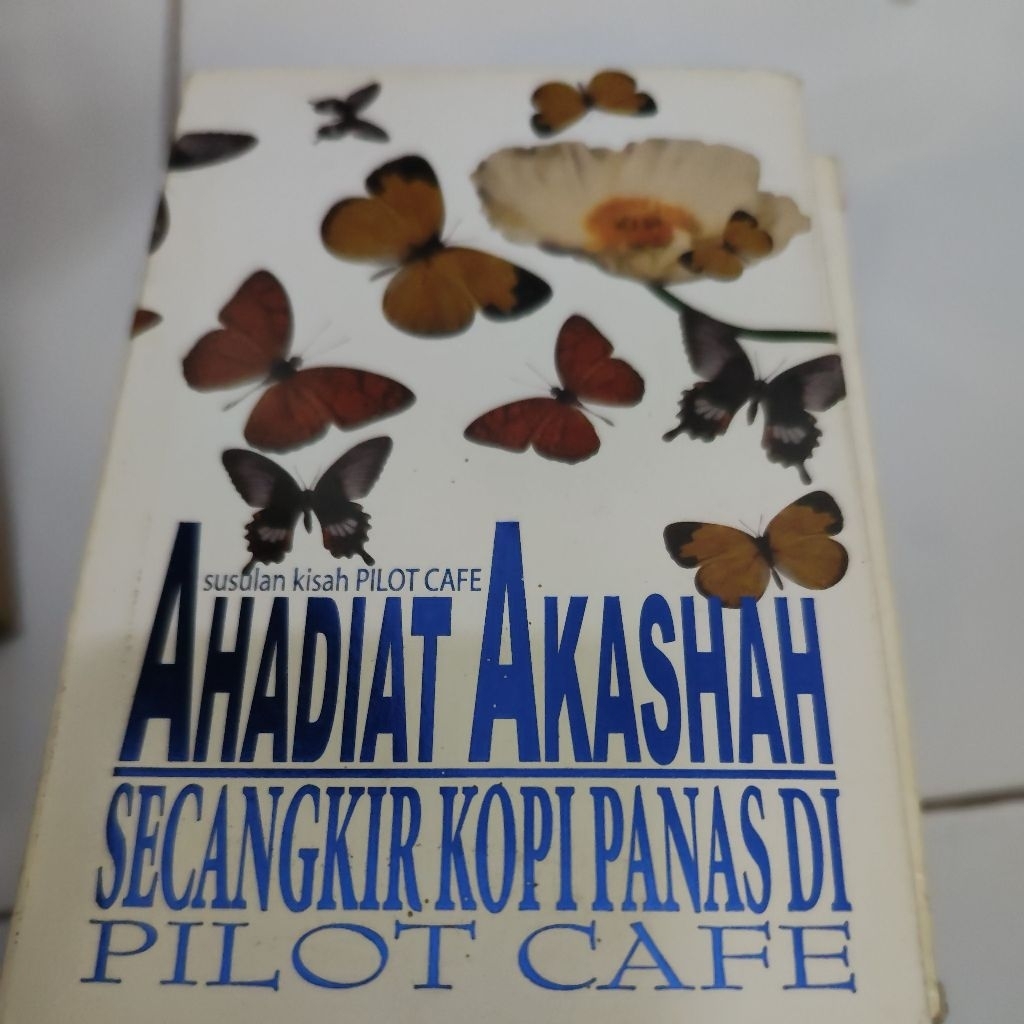 susulan kisah PILOT CAFE
AHADIAT AKASHAH
SECANGKIR KOPI PANAS DI
PILOT CAFE